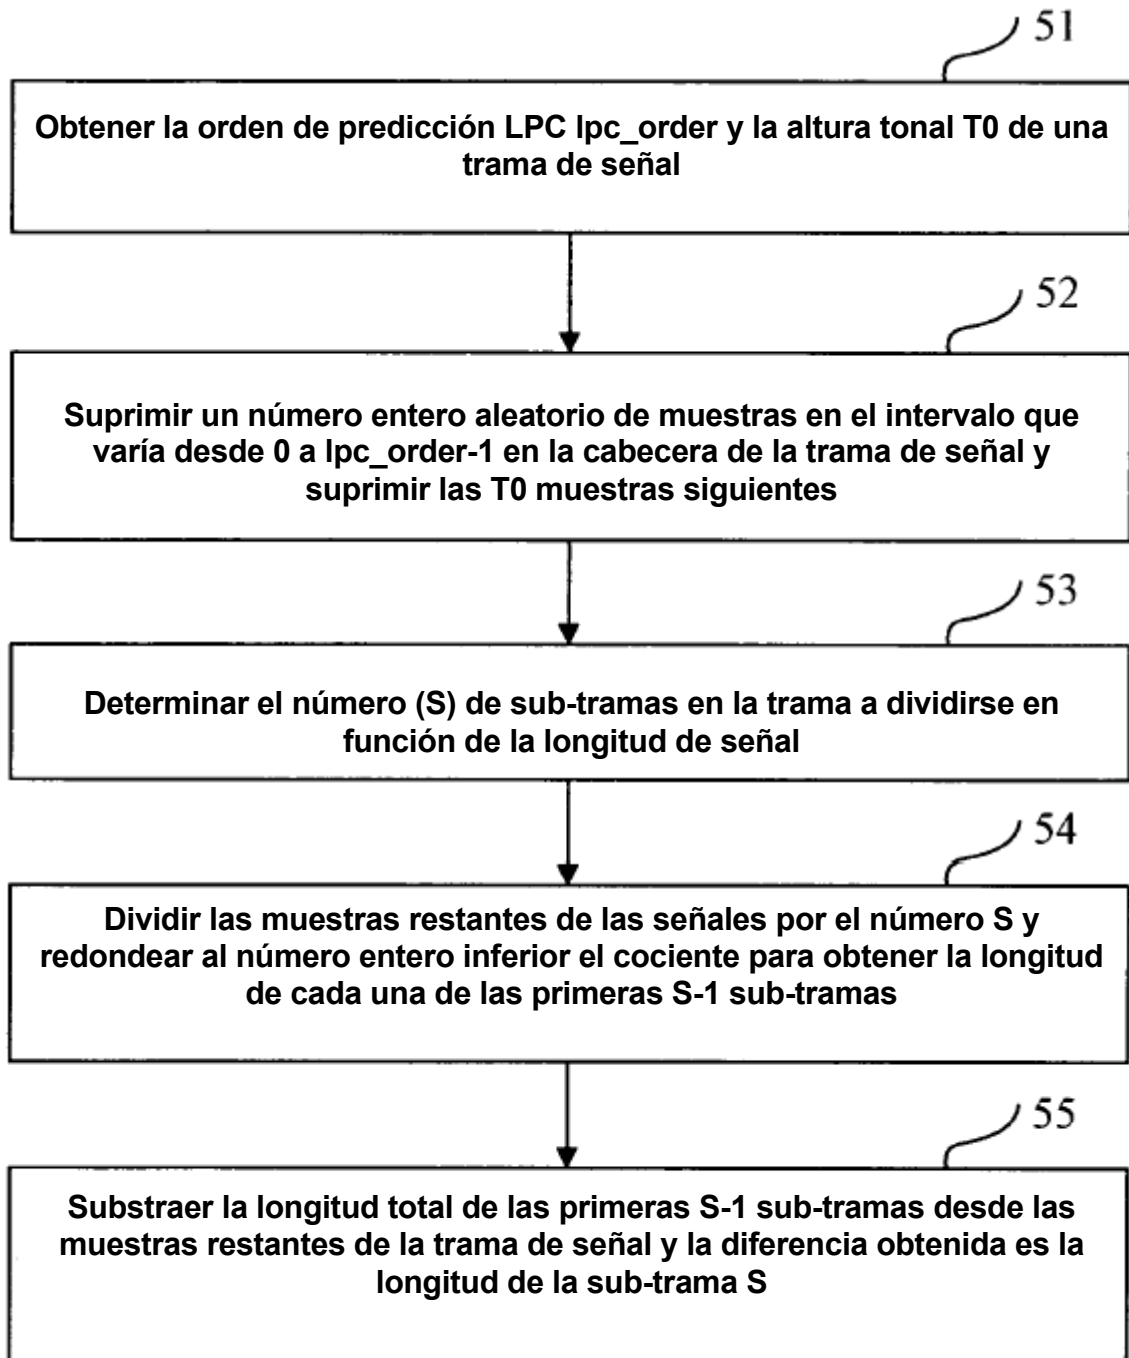 51
Obtener la orden de predicción LPC lpc_order y la altura tonal T0 de una
trama de señal
52
Suprimir un número entero aleatorio de muestras en el intervalo que
varía desde 0 a lpc_order-1 en la cabecera de la trama de señal y
suprimir las T0 muestras siguientes
53
Determinar el número (S) de sub-tramas en la trama a dividirse en
función de la longitud de señal
54
Dividir las muestras restantes de las señales por el número S y
redondear al número entero inferior el cociente para obtener la longitud
de cada una de las primeras S-1 sub-tramas
55
Substraer la longitud total de las primeras S-1 sub-tramas desde las
muestras restantes de la trama de señal y la diferencia obtenida es la
longitud de la sub-trama S